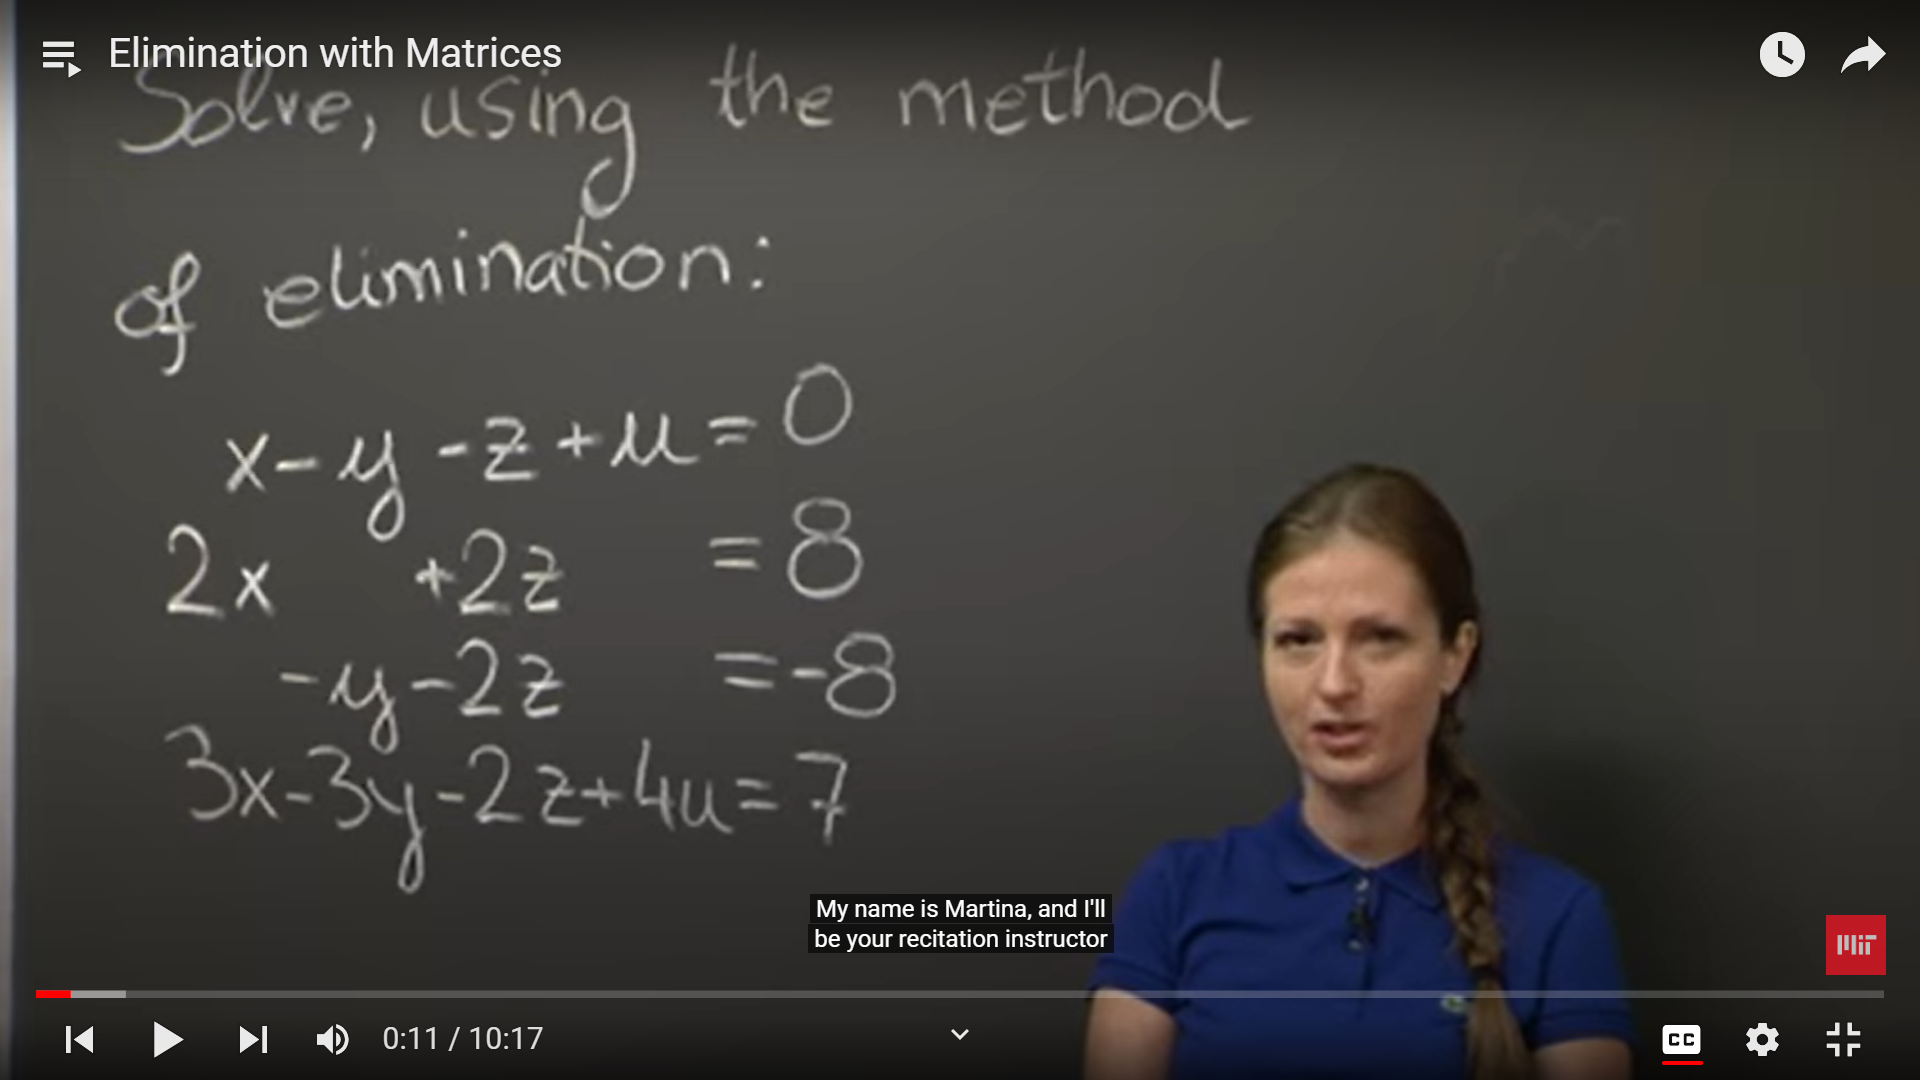 Elimination with Matrices
Solve, using the method
of elimination:
x - y - z + u = 0
2x + 2z = 8
- y - 2z = -8
3x - 3y - 2z + 4u = 7
My name is Martina, and I'll
be your recitation instructor
MIT
0:11 / 10:17
CC